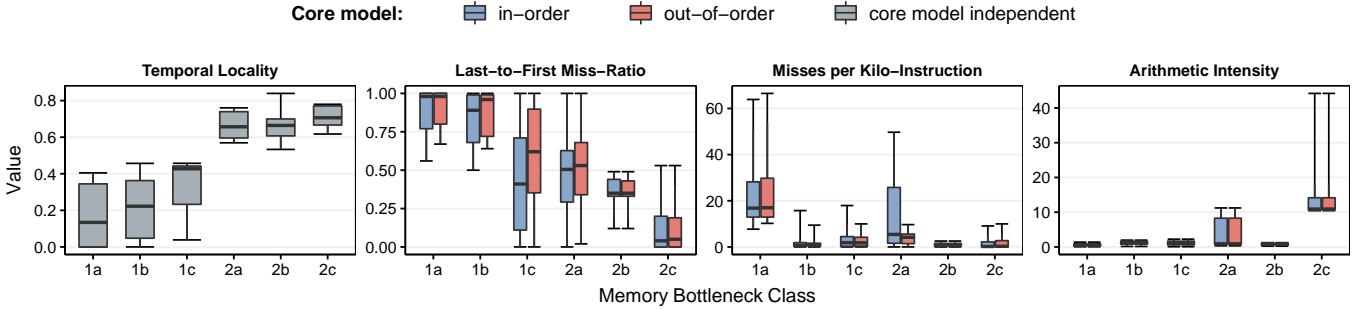 Core model: in−order out−of−order core model independent
Temporal Locality Last−to−First Miss−Ratio Misses per Kilo−Instruction Arithmetic Intensity
Value
0.8
0.6
0.4
0.2
0.0
1a 1b 1c 2a 2b 2c
1.00
0.75
0.50
0.25
0.00
1a 1b 1c 2a 2b 2c
60
40
20
0
1a 1b 1c 2a 2b 2c
40
30
20
10
0
1a 1b 1c 2a 2b 2c
Memory Bottleneck Class